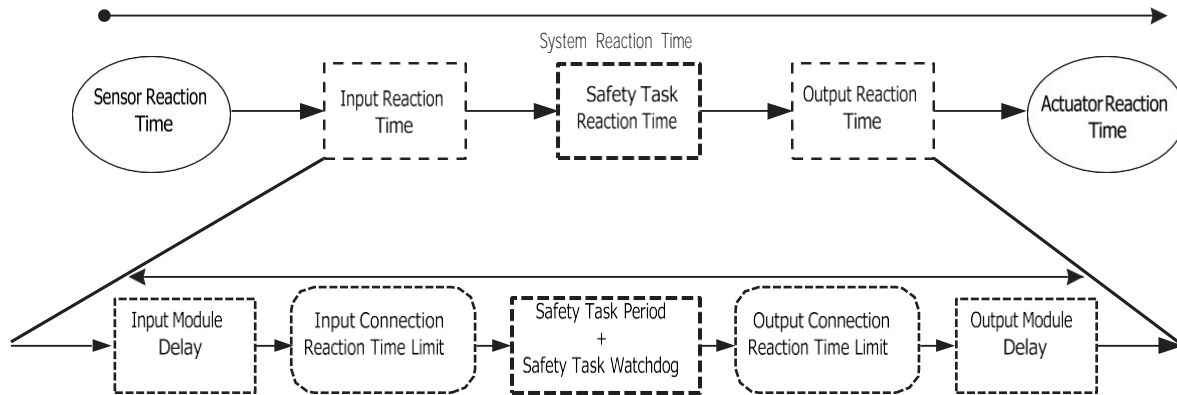 System Reaction Time
Sensor Reaction
Time
Input Reaction
Time
Safety Task
Reaction Time
Output Reaction
Time
Actuator Reaction
Time
Input Module
Delay
Input Connection
Reaction Time Limit
Safety Task Period
+
Safety Task Watchdog
Output Connection
Reaction Time Limit
Output Module
Delay